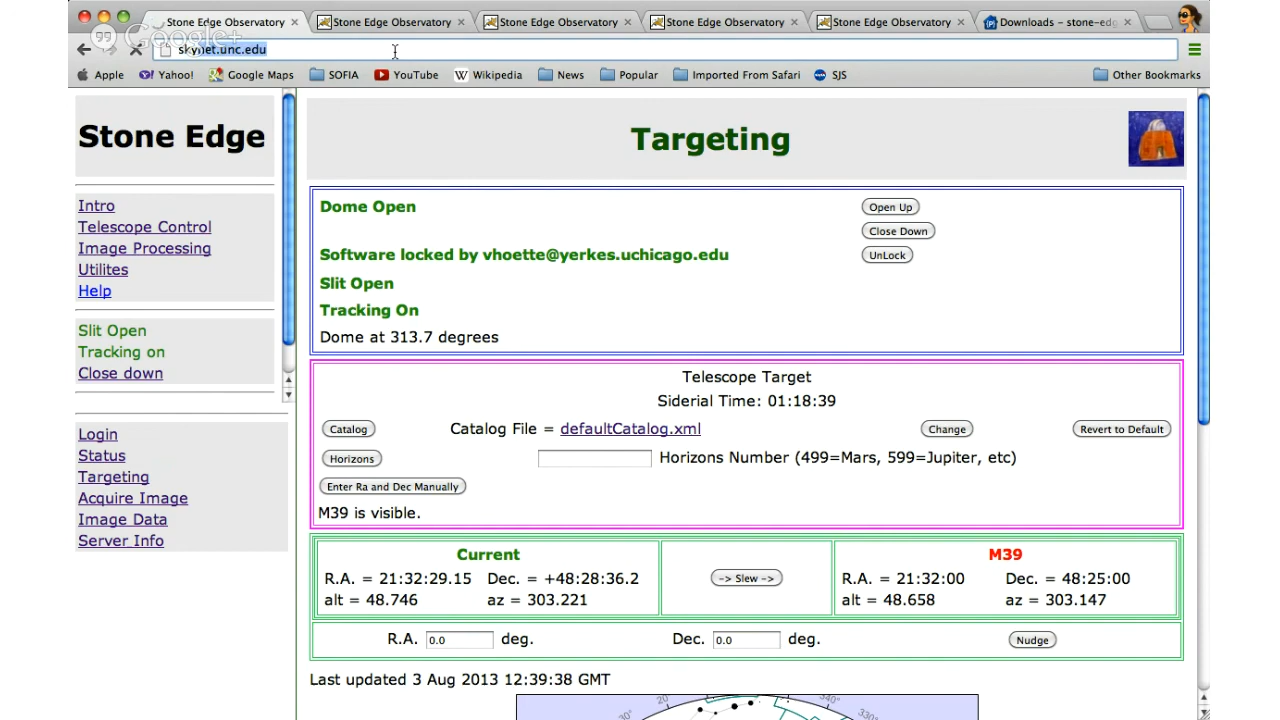 Stone Edge Observatory × Stone Edge Observatory × Stone Edge Observatory × Stone Edge Observatory × Stone Edge Observatory × Downloads – stone-edg ×
Google+
skynet.unc.edu
Apple Yahoo! Google Maps SOFIA YouTube Wikipedia News Popular Imported From Safari SJS Other Bookmarks
Stone Edge
Intro
Telescope Control
Image Processing
Utilites
Help
Slit Open
Tracking on
Close down
Login
Status
Targeting
Acquire Image
Image Data
Server Info
Targeting
Dome Open Open Up
Close Down
Software locked by vhoette@yerkes.uchicago.edu UnLock
Slit Open
Tracking On
Dome at 313.7 degrees
Telescope Target
Siderial Time: 01:18:39
Catalog Catalog File = defaultCatalog.xml Change Revert to Default
Horizons Horizons Number (499=Mars, 599=Jupiter, etc)
Enter Ra and Dec Manually
M39 is visible.
Current M39
R.A. = 21:32:29.15 Dec. = +48:28:36.2 -> Slew -> R.A. = 21:32:00 Dec. = 48:25:00
alt = 48.746 az = 303.221 alt = 48.658 az = 303.147
R.A. 0.0 deg. Dec. 0.0 deg. Nudge
Last updated 3 Aug 2013 12:39:38 GMT
30° 20° 340° 330°